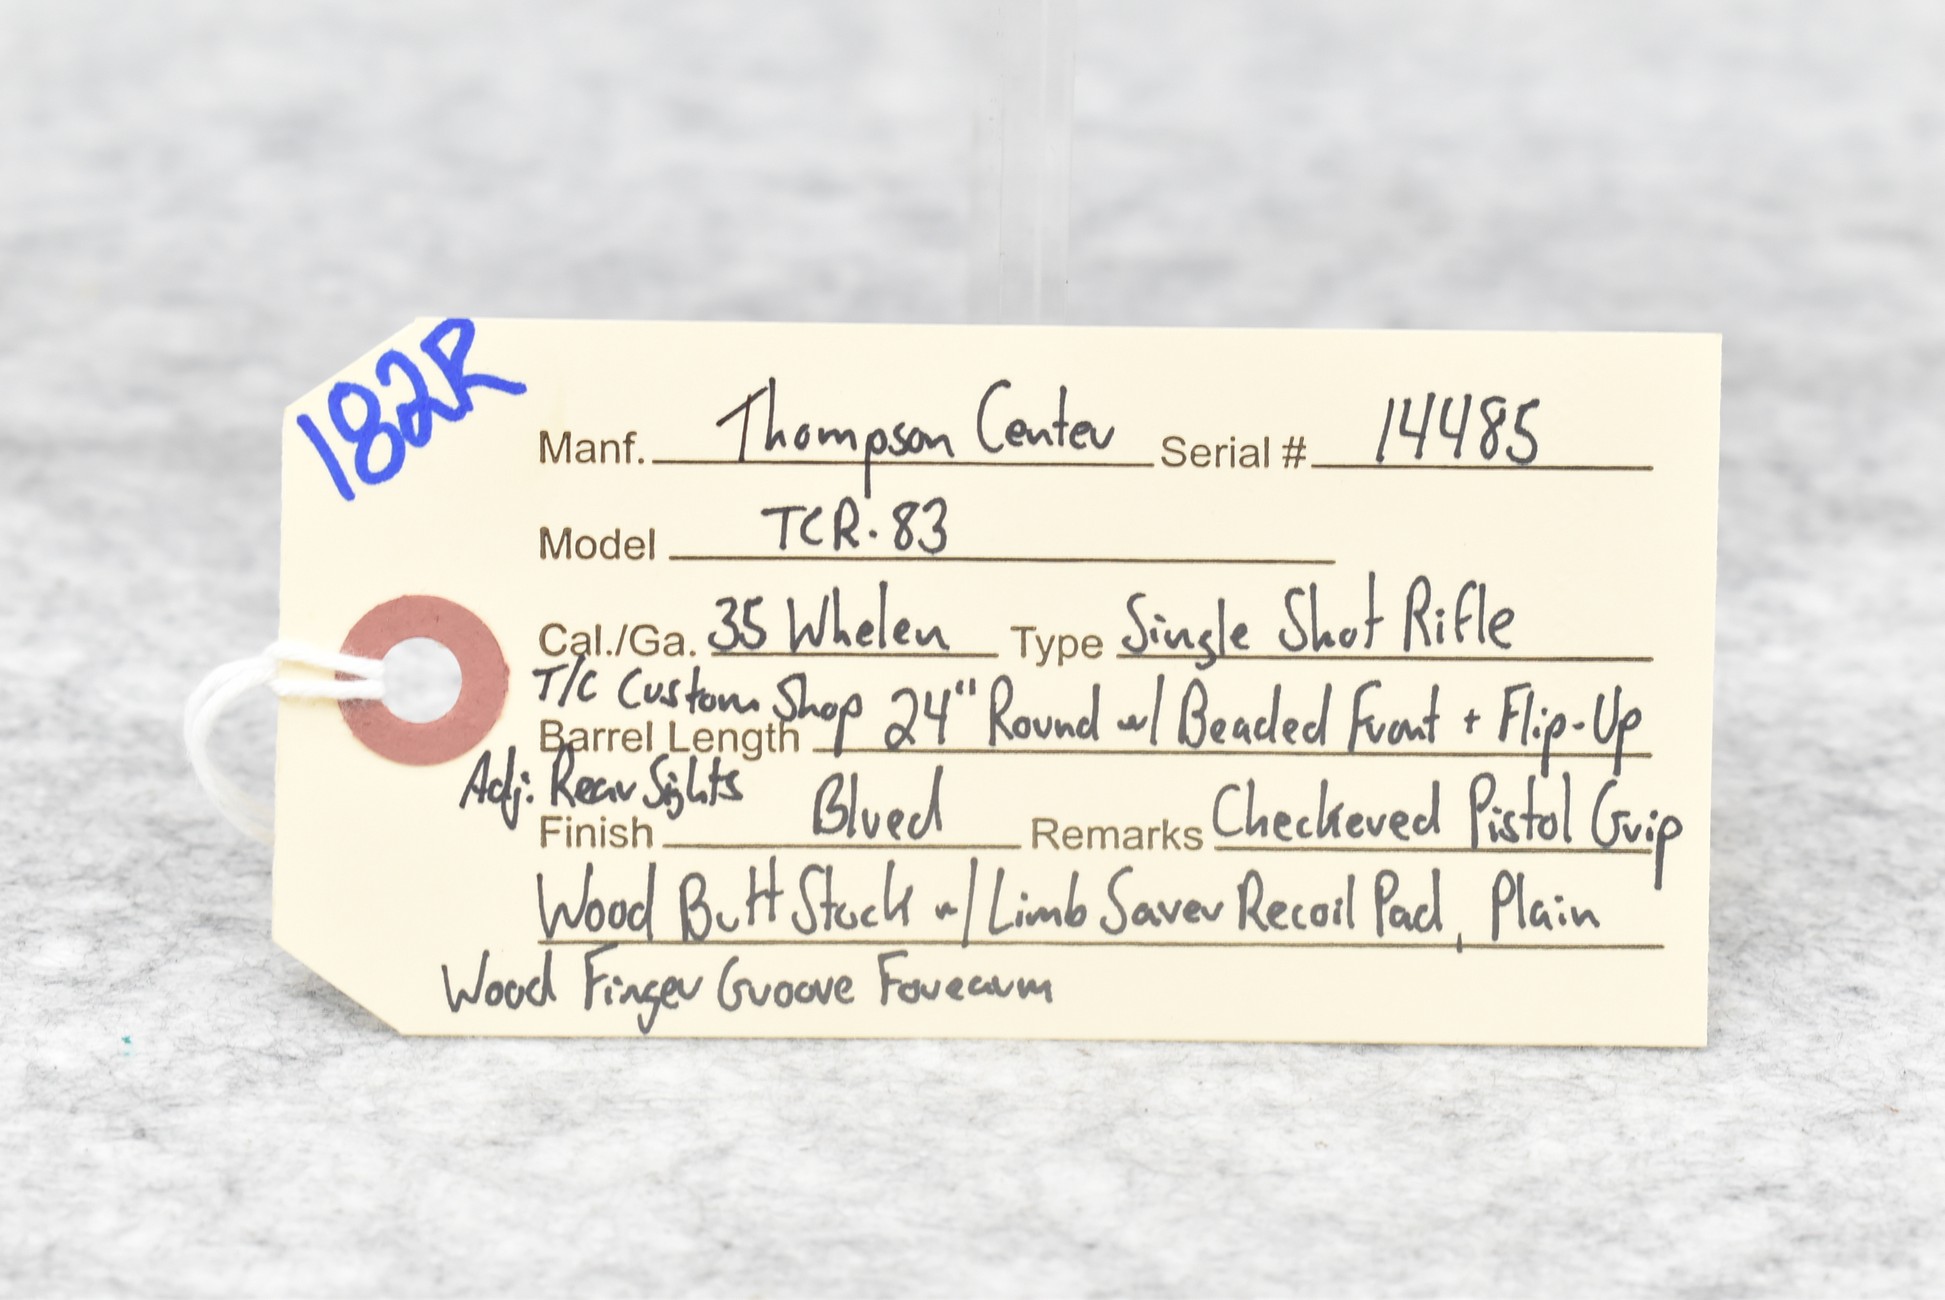 182R
Manf. Thompson Center Serial # 14485
Model TCR-83
Cal./Ga. 35 Whelen Type Single Shot Rifle
T/C Custom Shop
Barrel Length 24" Round w/ Beaded Front + Flip-Up
Adj. Rear Sights
Finish Blued Remarks Checkered Pistol Grip
Wood Butt Stock w/ Limb Saver Recoil Pad, Plain
Wood Finger Groove Forearm